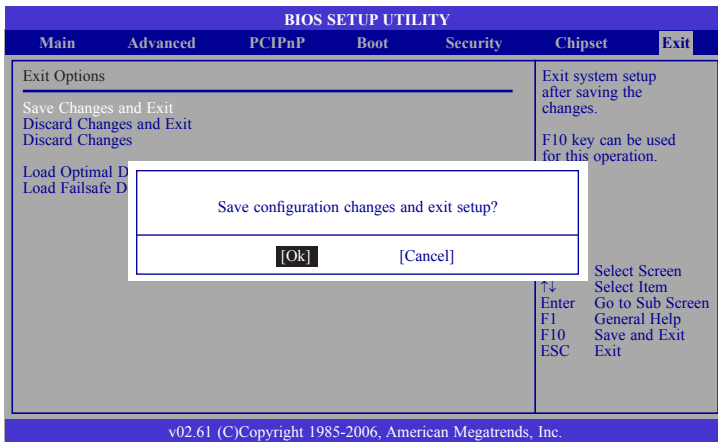 BIOS SETUP UTILITY
Main Advanced PCIPnP Boot Security Chipset Exit
Exit Options
Save Changes and Exit
Discard Changes and Exit
Discard Changes
Load Optimal D
Load Failsafe D
Save configuration changes and exit setup?
[Ok] [Cancel]
Exit system setup
after saving the
changes.
F10 key can be used
for this operation.
Select Screen
↑↓ Select Item
Enter Go to Sub Screen
F1 General Help
F10 Save and Exit
ESC Exit
v02.61 (C)Copyright 1985-2006, American Megatrends, Inc.